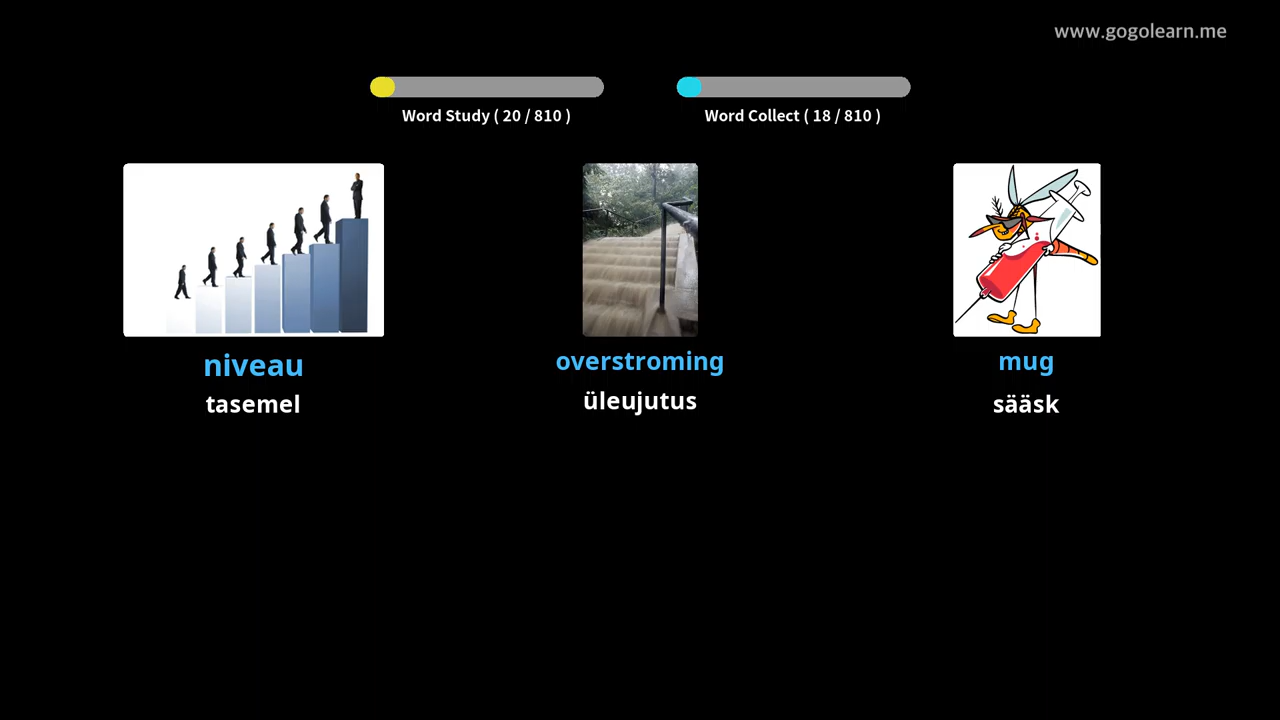 www.gogolearn.me
Word Study ( 20 / 810 )
Word Collect ( 18 / 810 )
niveau
tasemel
overstroming
üleujutus
mug
sääsk